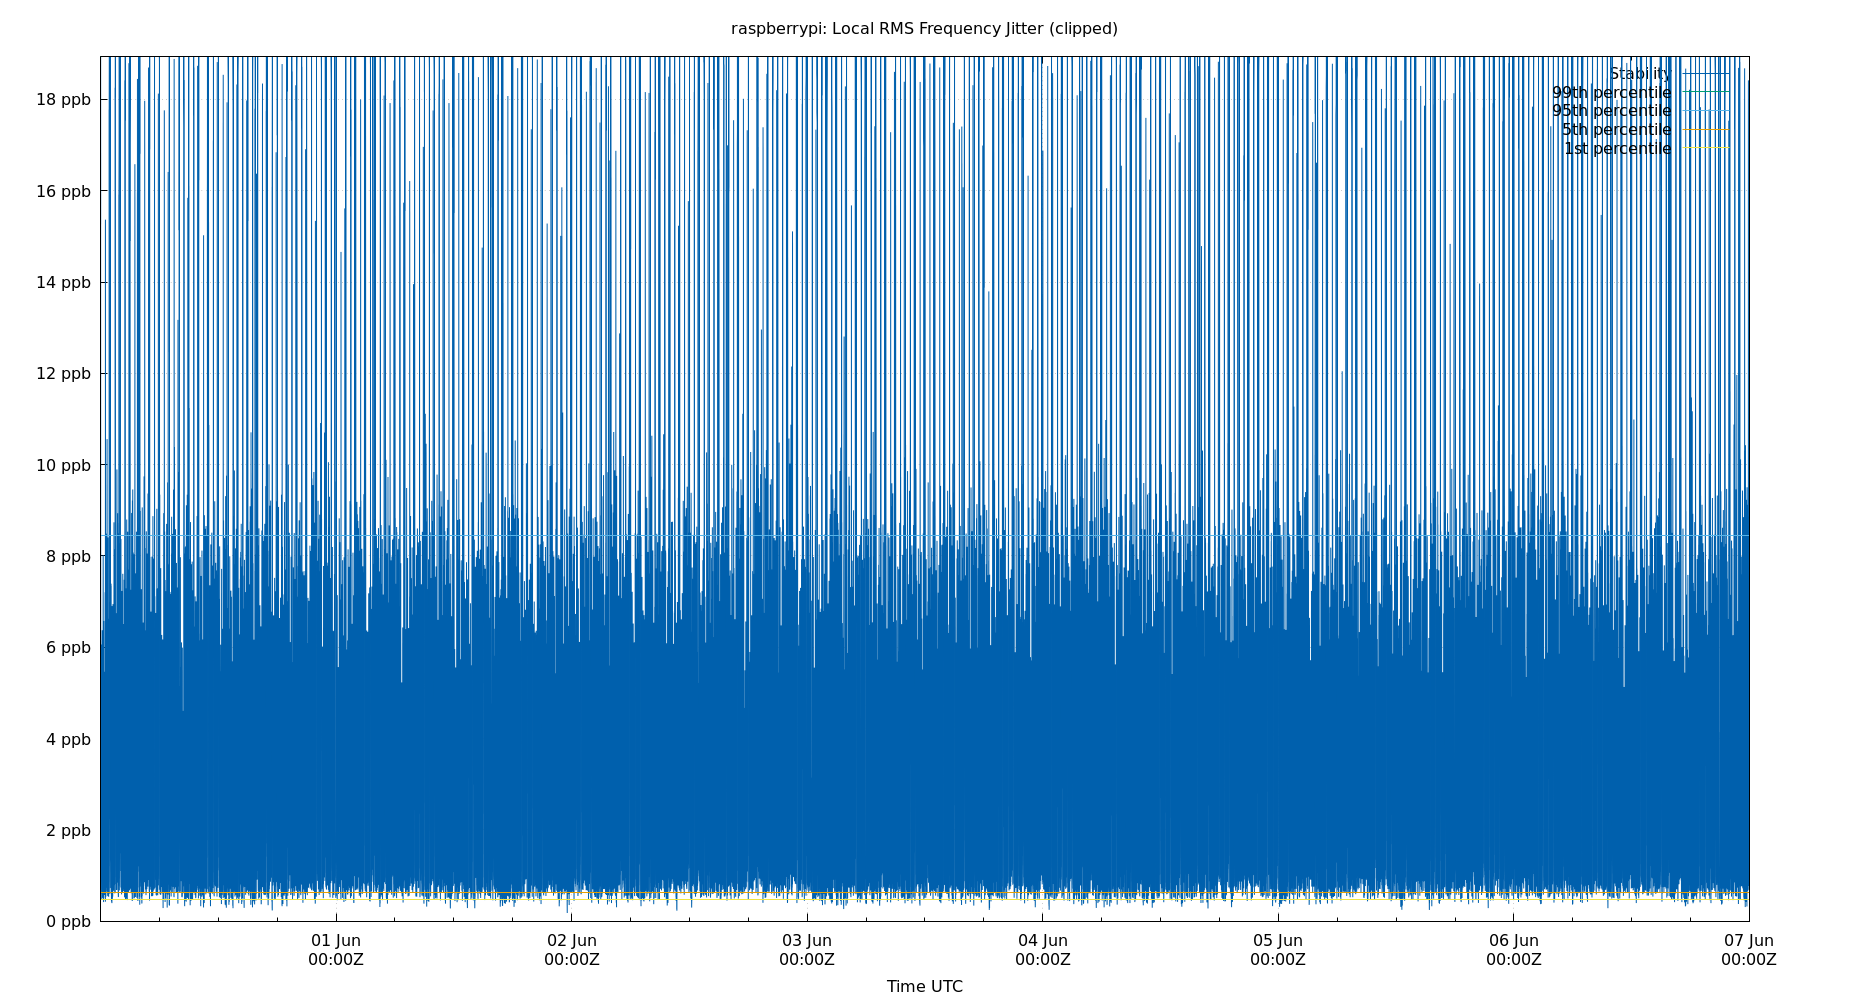 raspberrypi: Local RMS Frequency Jitter (clipped)
Stability
99th percentile
95th percentile
5th percentile
1st percentile
18 ppb
16 ppb
14 ppb
12 ppb
10 ppb
8 ppb
6 ppb
4 ppb
2 ppb
0 ppb
01 Jun
00:00Z
02 Jun
00:00Z
03 Jun
00:00Z
04 Jun
00:00Z
05 Jun
00:00Z
06 Jun
00:00Z
07 Jun
00:00Z
Time UTC